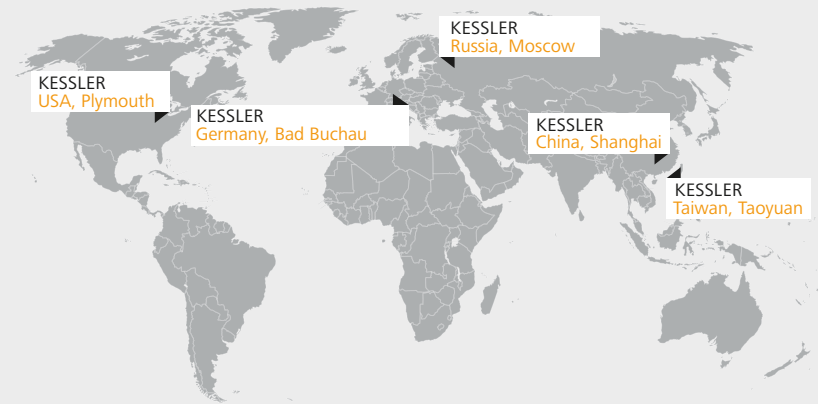 KESSLER
Russia, Moscow
KESSLER
USA, Plymouth
KESSLER
Germany, Bad Buchau
KESSLER
China, Shanghai
KESSLER
Taiwan, Taoyuan